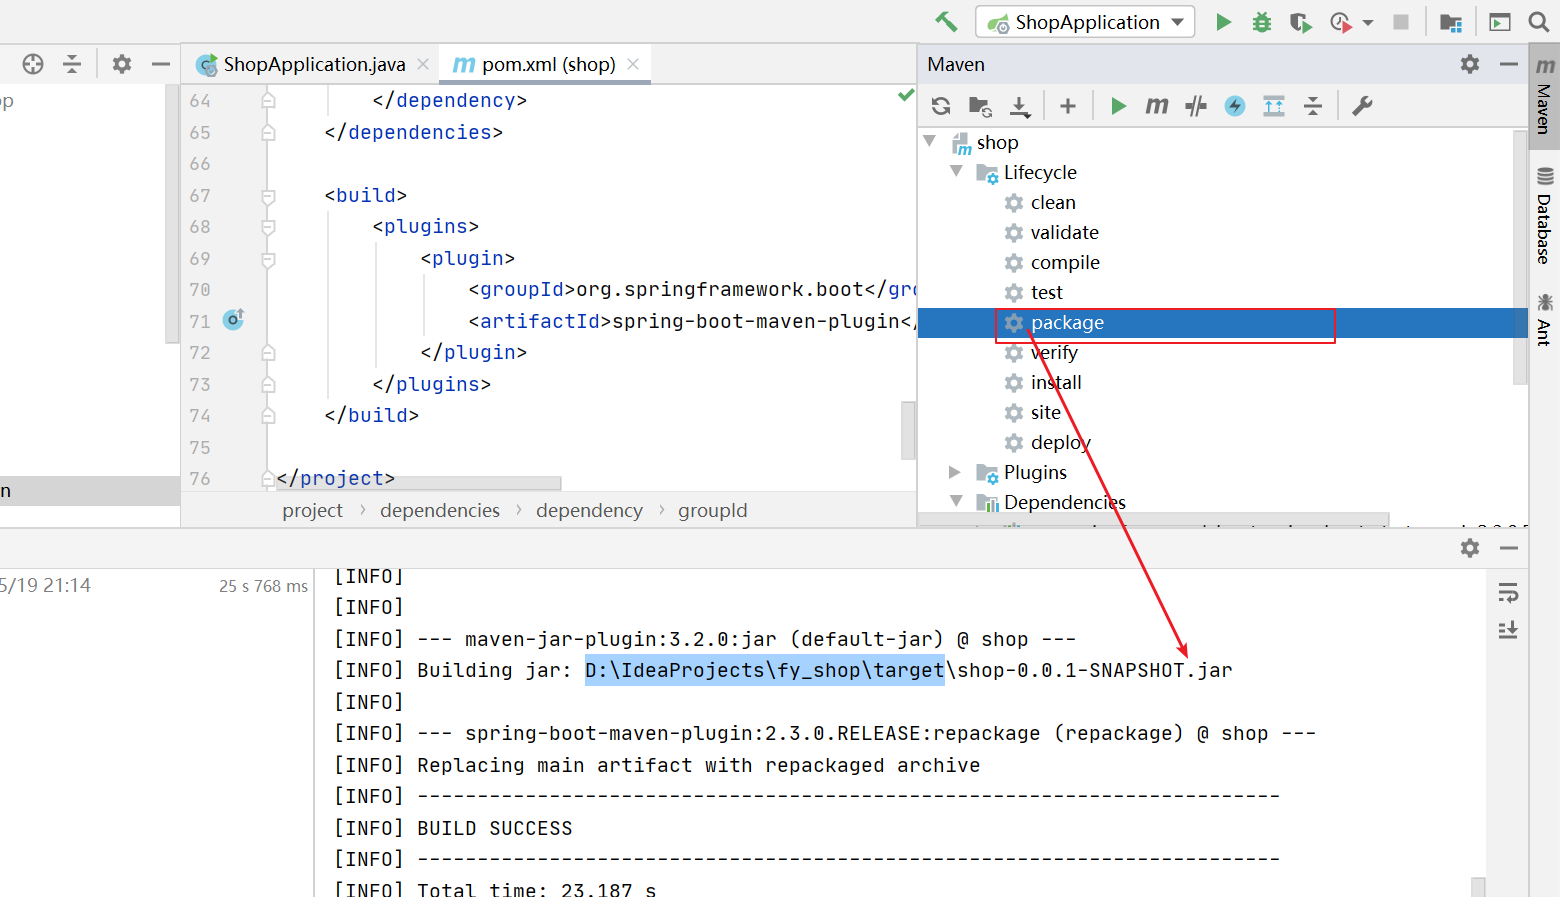 ShopApplication
ShopApplication.java
pom.xml (shop)
Maven
64 </dependency>
65 </dependencies>
66
67 <build>
68 <plugins>
69 <plugin>
70 <groupId>org.springframework.boot</gro
71 <artifactId>spring-boot-maven-plugin</
72 </plugin>
73 </plugins>
74 </build>
75
76 </project>
project › dependencies › dependency › groupId
shop
Lifecycle
clean
validate
compile
test
package
verify
install
site
deploy
Plugins
Dependencies
Maven
Database
Ant
5/19 21:14
25 s 768 ms
[INFO]
[INFO]
[INFO] --- maven-jar-plugin:3.2.0:jar (default-jar) @ shop ---
[INFO] Building jar: D:\IdeaProjects\fy_shop\target\shop-0.0.1-SNAPSHOT.jar
[INFO]
[INFO] --- spring-boot-maven-plugin:2.3.0.RELEASE:repackage (repackage) @ shop ---
[INFO] Replacing main artifact with repackaged archive
[INFO] ------------------------------------------------------------------------
[INFO] BUILD SUCCESS
[INFO] ------------------------------------------------------------------------
[INFO] Total time: 23.187 s